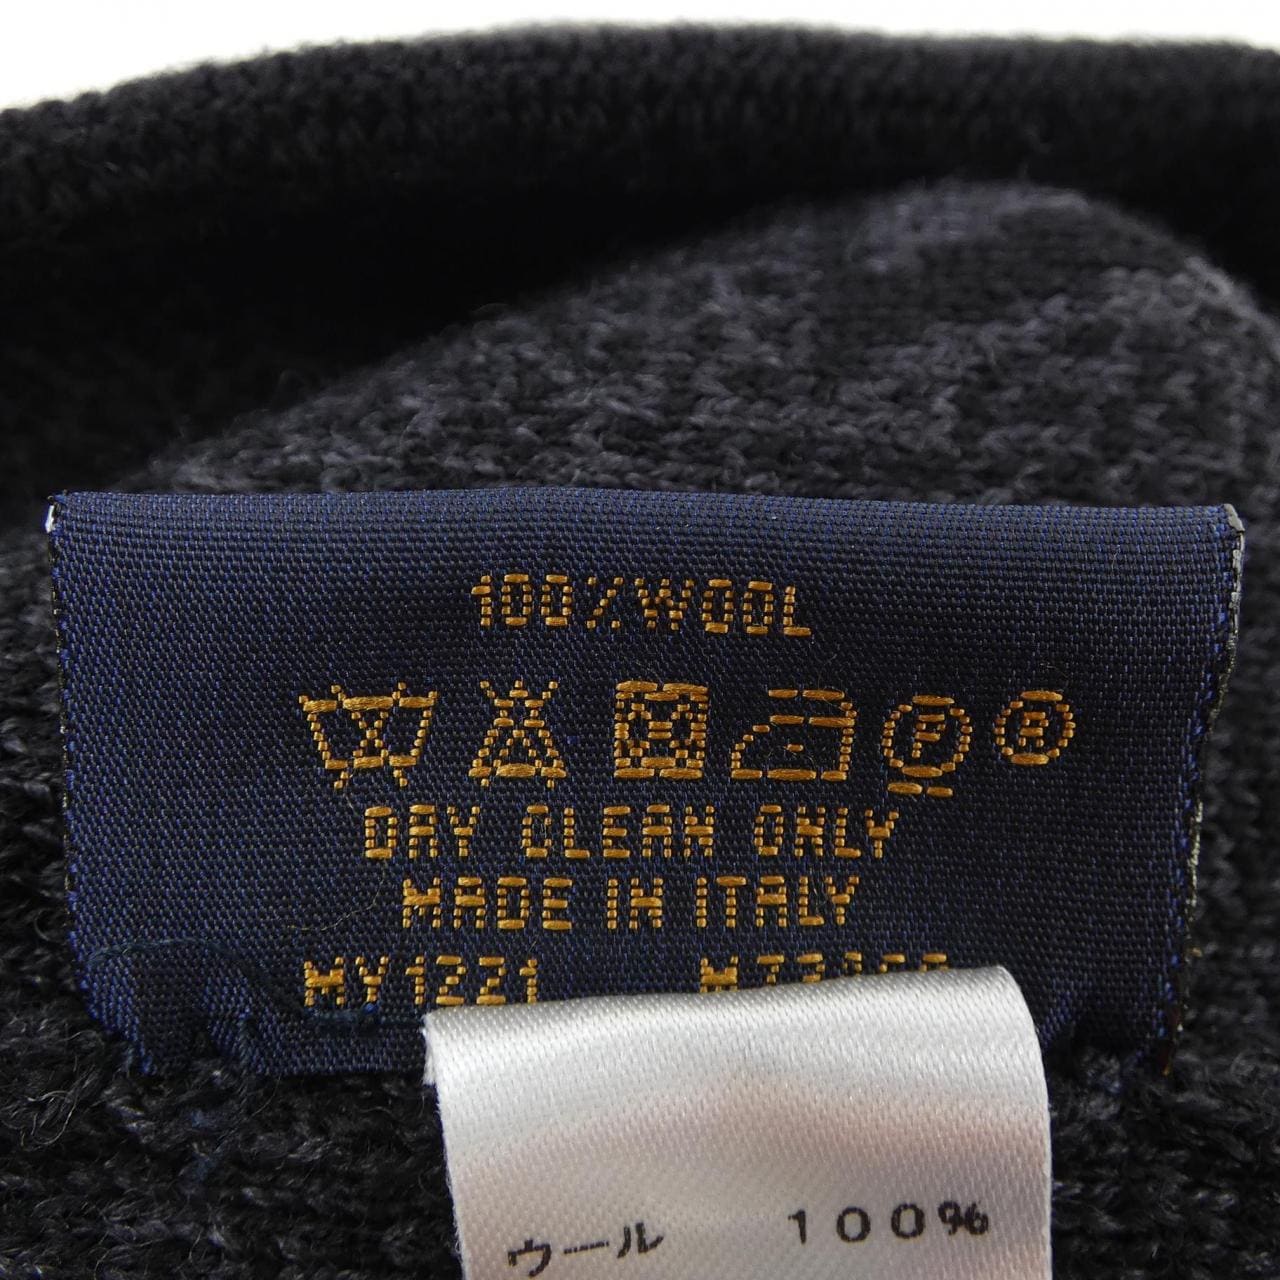 100%WOOL
P
DRY CLEAN ONLY
MADE IN ITALY
MY1221
ウール 100%